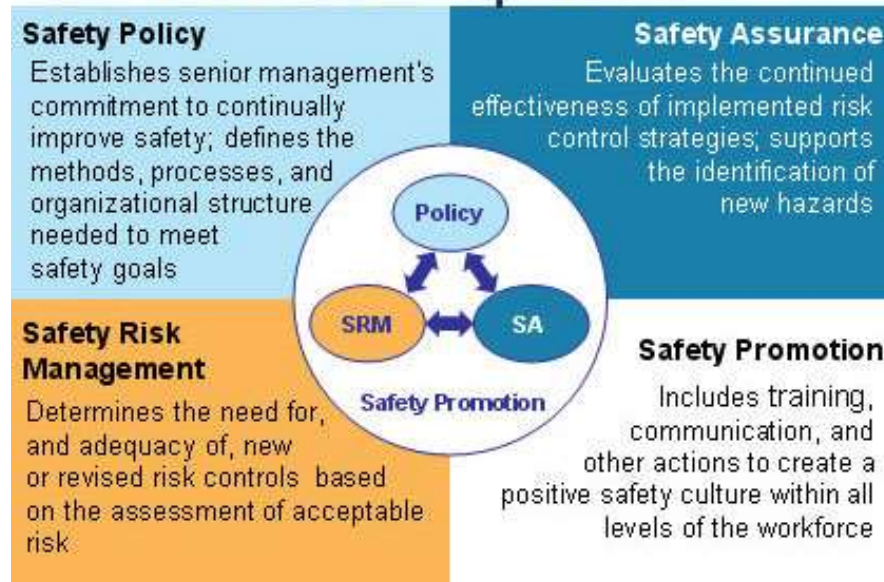 Safety Policy
Establishes senior management's
commitment to continually
improve safety; defines the
methods, processes, and
organizational structure
needed to meet
safety goals
Safety Assurance
Evaluates the continued
effectiveness of implemented risk
control strategies; supports
the identification of
new hazards
Policy
SRM
SA
Safety Promotion
Safety Risk
Management
Determines the need for,
and adequacy of, new
or revised risk controls based
on the assessment of acceptable
risk
Safety Promotion
Includes training,
communication, and
other actions to create a
positive safety culture within all
levels of the workforce